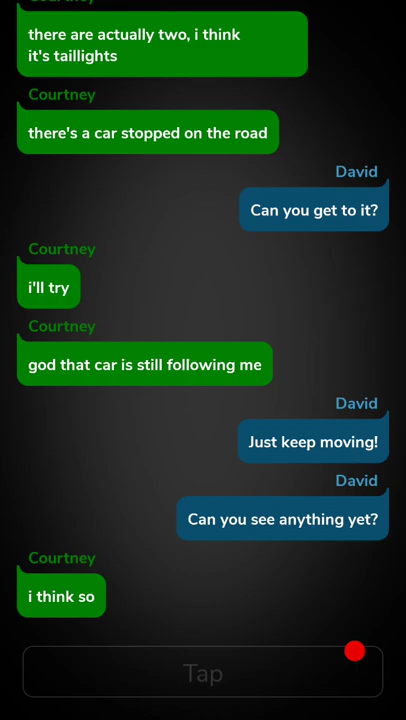 there are actually two, i think
it's taillights
Courtney
there's a car stopped on the road
David
Can you get to it?
Courtney
i'll try
Courtney
god that car is still following me
David
Just keep moving!
David
Can you see anything yet?
Courtney
i think so
Tap